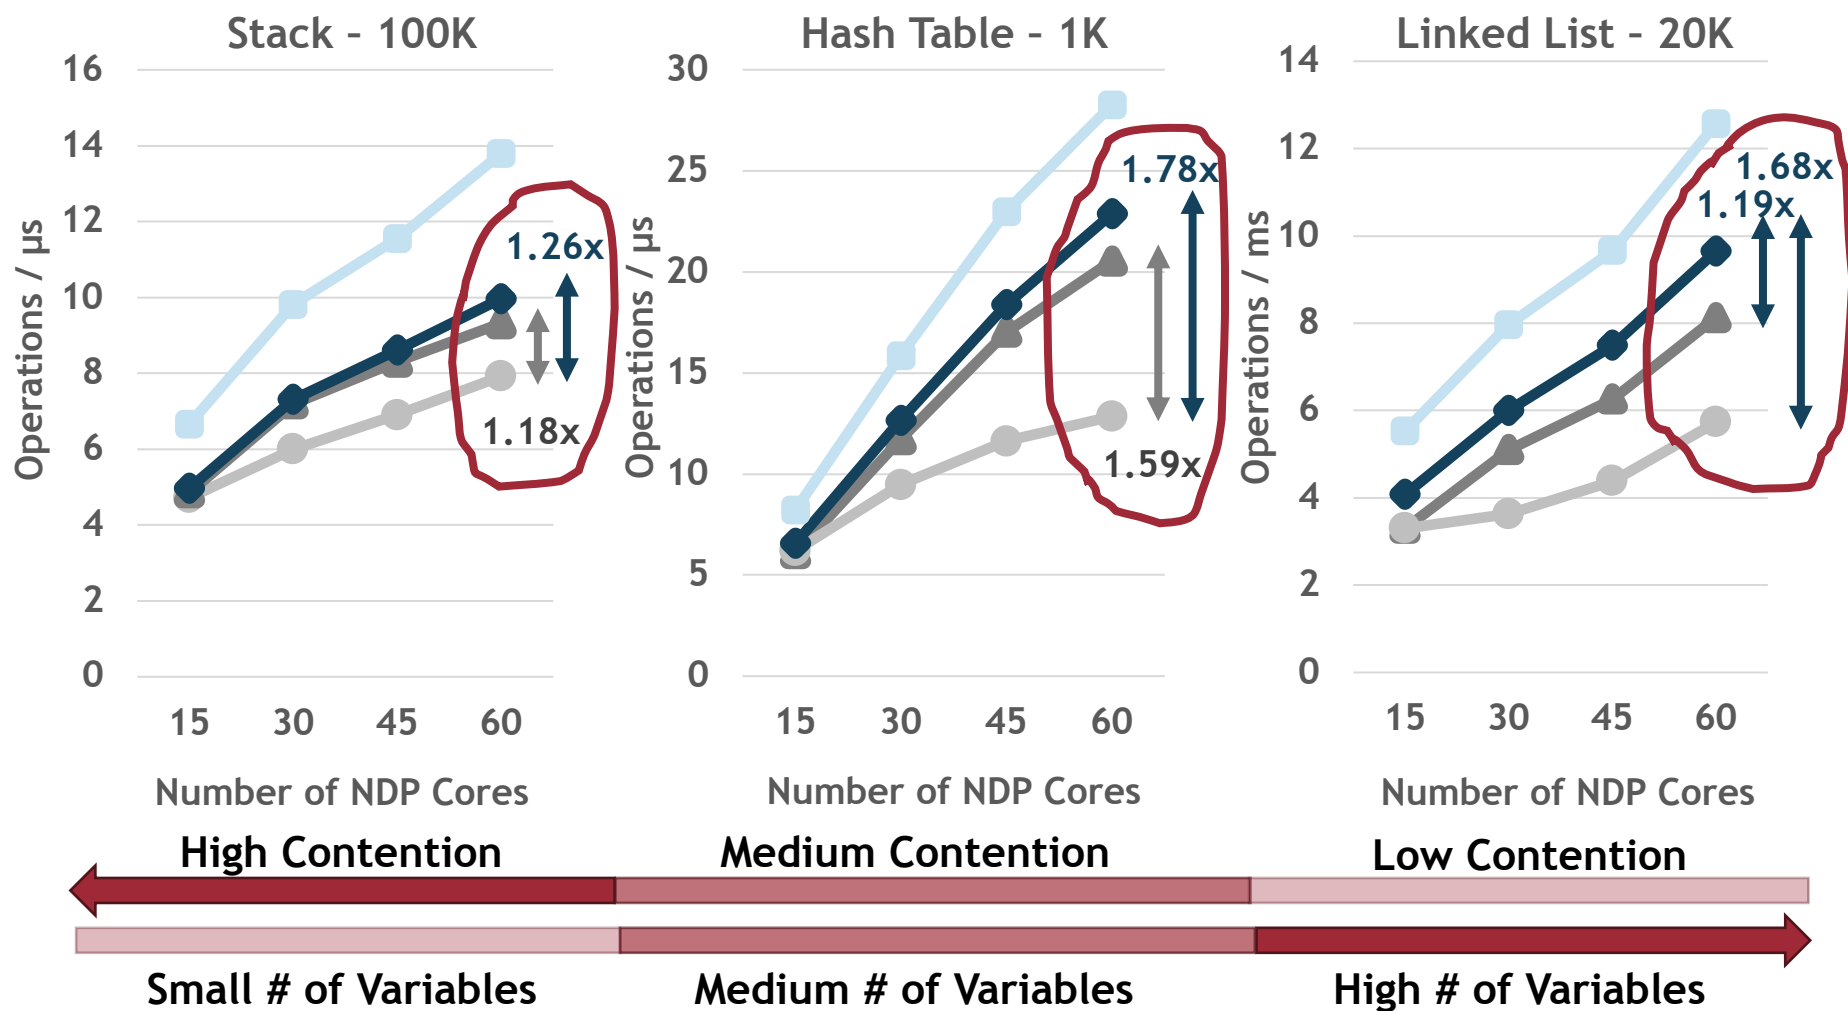 Stack – 100K
16
14
12
10
8
6
4
2
0
Operations / µs
1.26x
1.18x
15 30 45 60
Number of NDP Cores
Hash Table – 1K
30
25
20
15
10
5
0
Operations / µs
1.78x
1.59x
15 30 45 60
Number of NDP Cores
Linked List – 20K
14
12
10
8
6
4
2
0
Operations / ms
1.68x
1.19x
15 30 45 60
Number of NDP Cores
High Contention
Medium Contention
Low Contention
Small # of Variables
Medium # of Variables
High # of Variables